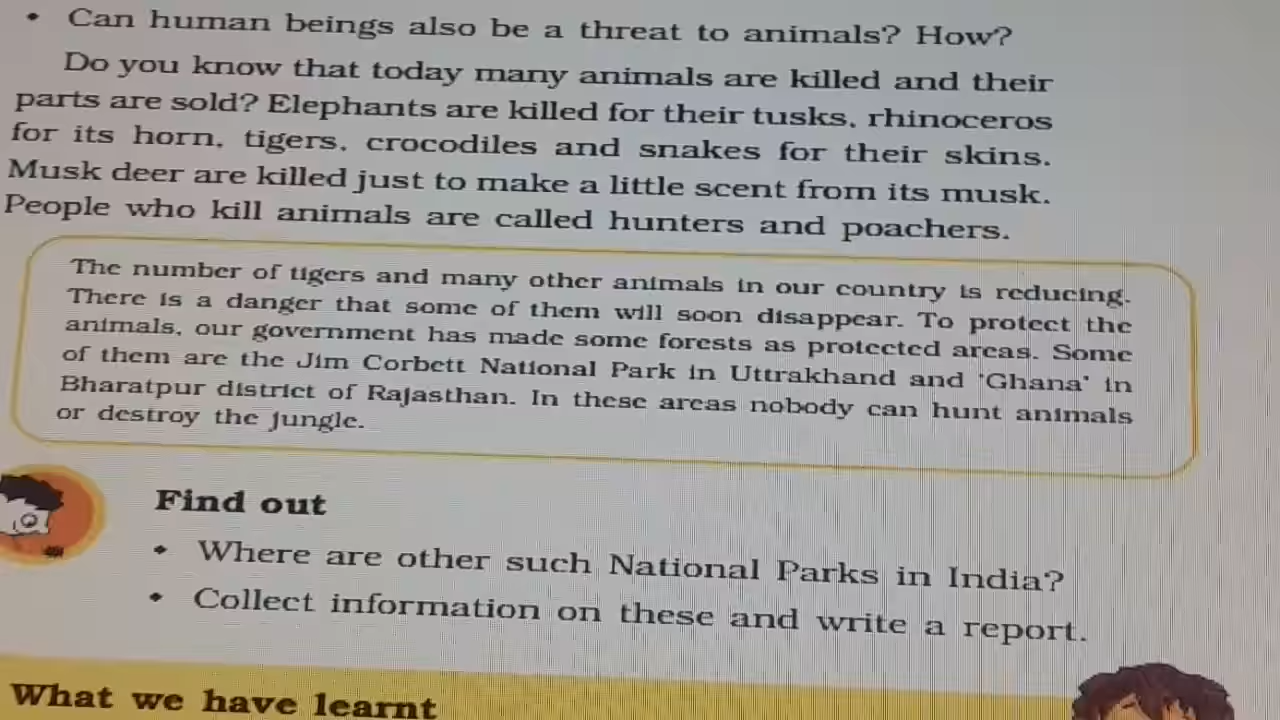 • Can human beings also be a threat to animals? How?
Do you know that today many animals are killed and their
parts are sold? Elephants are killed for their tusks, rhinoceros
for its horn, tigers, crocodiles and snakes for their skins.
Musk deer are killed just to make a little scent from its musk.
People who kill animals are called hunters and poachers.
The number of tigers and many other animals in our country is reducing.
There is a danger that some of them will soon disappear. To protect the
animals, our government has made some forests as protected areas. Some
of them are the Jim Corbett National Park in Uttrakhand and 'Ghana' in
Bharatpur district of Rajasthan. In these areas nobody can hunt animals
or destroy the jungle.
Find out
• Where are other such National Parks in India?
• Collect information on these and write a report.
What we have learnt